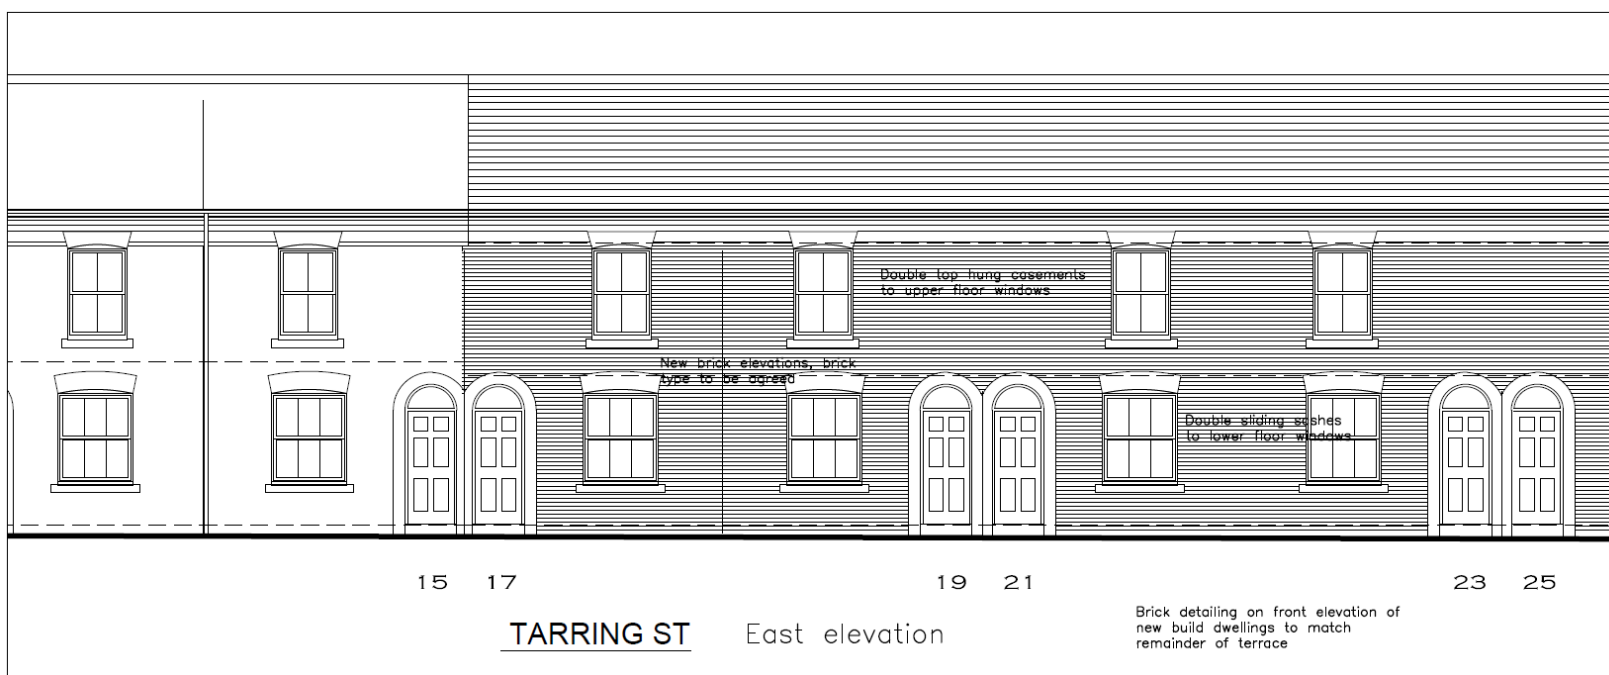 Double top hung casements
to upper floor windows
New brick elevations, brick
type to be agreed
Double sliding sashes
to lower floor windows
15 17 19 21 23 25
TARRING ST East elevation
Brick detailing on front elevation of
new build dwellings to match
remainder of terrace